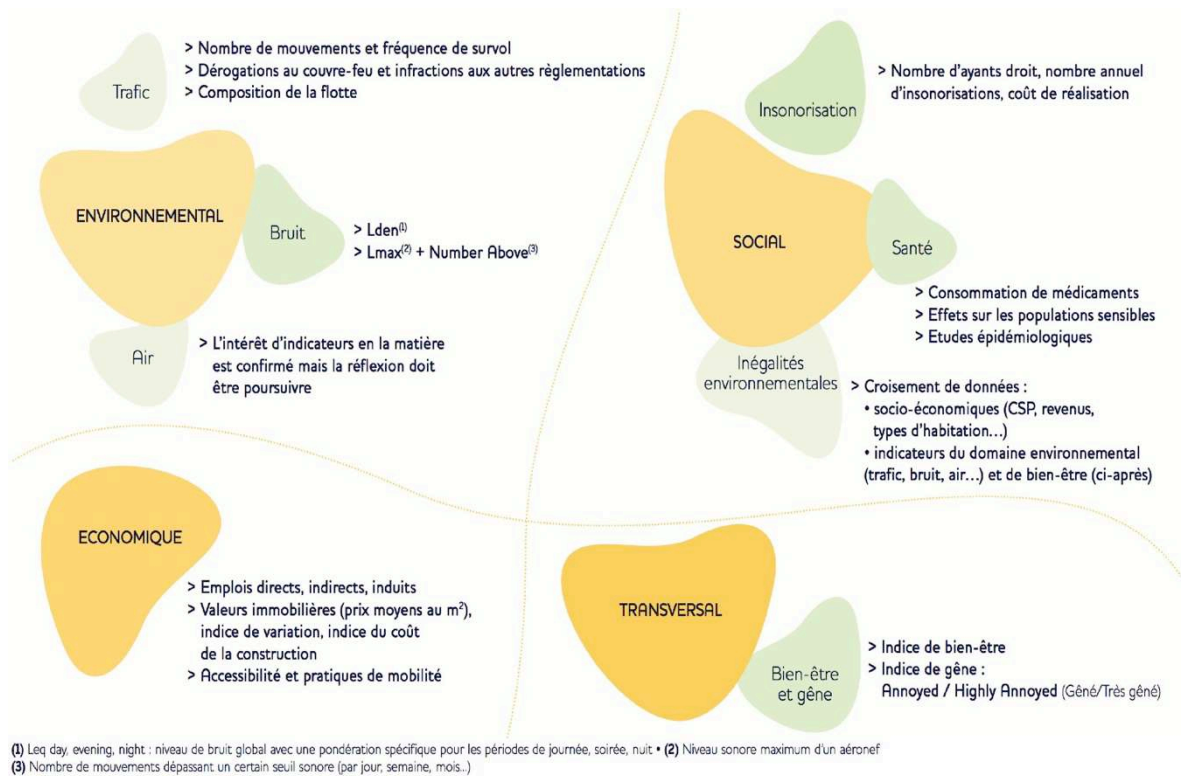 Trafic
> Nombre de mouvements et fréquence de survol
> Dérogations au couvre-feu et infractions aux autres règlementations
> Composition de la flotte
ENVIRONNEMENTAL
Bruit
> Lden(1)
> Lmax(2) + Number Above(3)
Air
> L'intérêt d'indicateurs en la matière
est confirmé mais la réflexion doit
être poursuivre
Insonorisation
> Nombre d'ayants droit, nombre annuel
d'insonorisations, coût de réalisation
SOCIAL
Santé
> Consommation de médicaments
> Effets sur les populations sensibles
> Etudes épidémiologiques
Inégalités
environnementales
> Croisement de données :
• socio-économiques (CSP, revenus,
types d'habitation...)
• indicateurs du domaine environnemental
(trafic, bruit, air...) et de bien-être (ci-après)
ECONOMIQUE
> Emplois directs, indirects, induits
> Valeurs immobilières (prix moyens au m²),
indice de variation, indice du coût
de la construction
> Accessibilité et pratiques de mobilité
TRANSVERSAL
Bien-être
et gêne
> Indice de bien-être
> Indice de gêne :
Annoyed / Highly Annoyed (Gêné/Très gêné)
(1) Leq day, evening, night : niveau de bruit global avec une pondération spécifique pour les périodes de journée, soirée, nuit • (2) Niveau sonore maximum d'un aéronef
(3) Nombre de mouvements dépassant un certain seuil sonore (par jour, semaine, mois...)